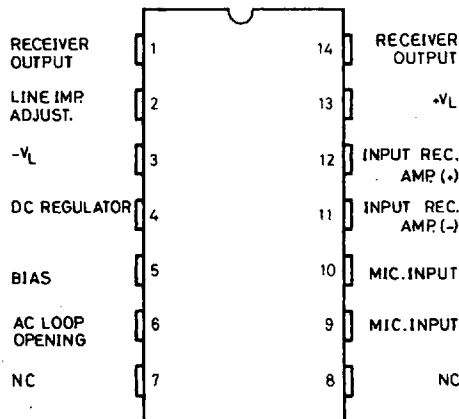 RECEIVER
OUTPUT
1
14
RECEIVER
OUTPUT
LINE IMP.
ADJUST.
2
13
+VL
-VL
3
12
INPUT REC.
AMP. (+)
DC REGULATOR
4
11
INPUT REC.
AMP. (-)
BIAS
5
10
MIC. INPUT
AC LOOP
OPENING
6
9
MIC. INPUT
NC
7
8
NC